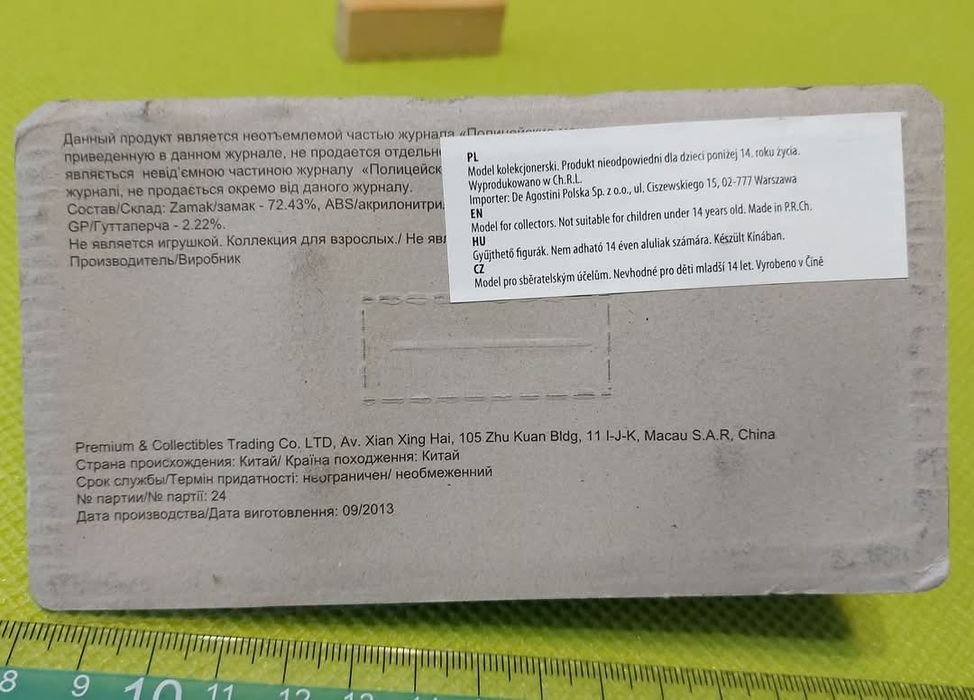 Данный продукт является неотъемлемой частью журнала «Полицейские
приведенную в данном журнале, не продается отдельн
является невід'ємною частиною журналу «Полицейск
журналі, не продається окремо від даного журналу.
Состав/Склад: Zamak/замак - 72.43%, ABS/акрилонитри
GP/Гуттаперча - 2.22%.
Не является игрушкой. Коллекция для взрослых./ Не явл
Производитель/Виробник
PL
Model kolekcjonerski. Produkt nieodpowiedni dla dzieci poniżej 14. roku życia.
Wyprodukowano w Ch.R.L.
Importer: De Agostini Polska Sp. z o.o., ul. Ciszewskiego 15, 02-777 Warszawa
EN
Model for collectors. Not suitable for children under 14 years old. Made in P.R.Ch.
HU
Gyűjthető figurák. Nem adható 14 éven aluliak számára. Készült Kínában.
CZ
Model pro sběratelským účelům. Nevhodné pro děti mladší 14 let. Vyrobeno v Číně
Premium & Collectibles Trading Co. LTD, Av. Xian Xing Hai, 105 Zhu Kuan Bldg, 11 I-J-K, Macau S.A.R, China
Страна происхождения: Китай/ Країна походження: Китай
Срок службы/Термін придатності: неограничен/ необмеженний
№ партии/№ партії: 24
Дата производства/Дата виготовлення: 09/2013
8 9 10 11 12 13